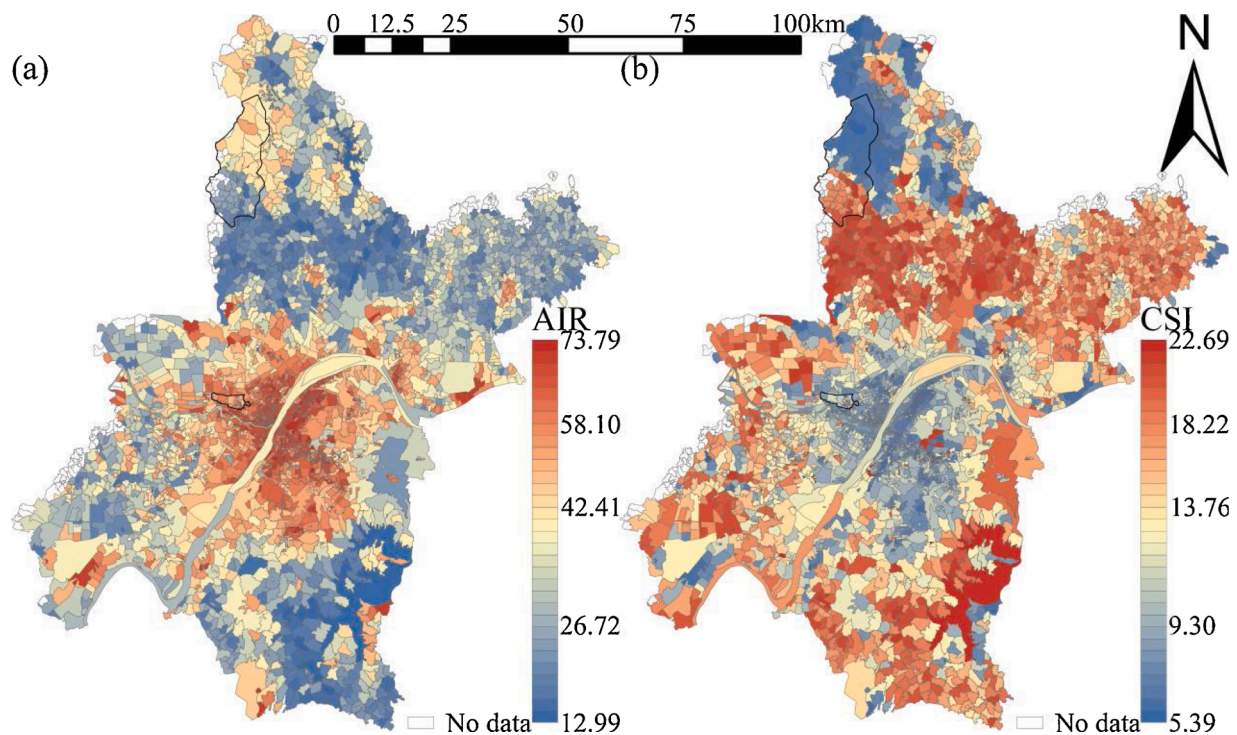 0 12.5 25 50 75 100km
(a)
(b)
N
AIR
73.79
58.10
42.41
26.72
12.99
No data
CSI
22.69
18.22
13.76
9.30
5.39
No data